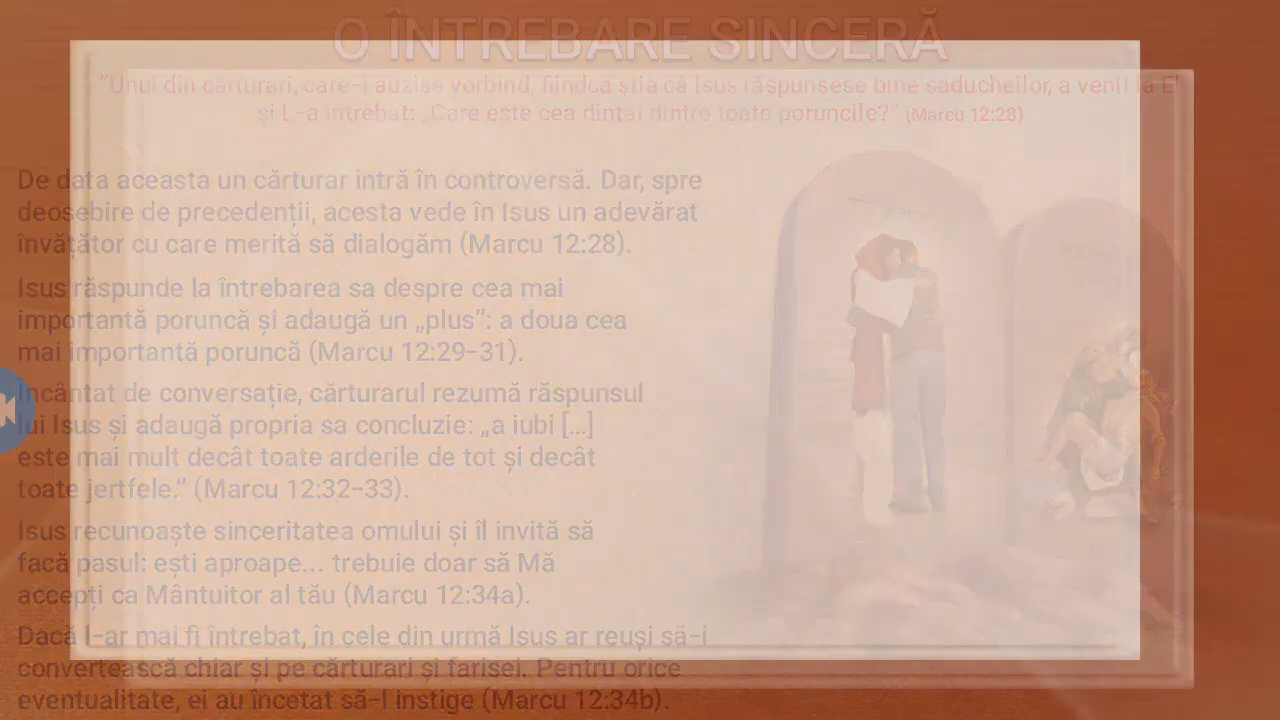 O ÎNTREBARE SINCERĂ
“Unul din cărturari, care-i auzise vorbind, fiindcă știa că Isus răspunsese bine saducheilor, a venit la El
și L-a întrebat: „Care este cea dintâi dintre toate poruncile?” (Marcu 12:28)
De data aceasta un cărturar intră în controversă. Dar, spre
deosebire de precedenții, acesta vede în Isus un adevărat
învățător cu care merită să dialogăm (Marcu 12:28).
Isus răspunde la întrebarea sa despre cea mai
importantă poruncă și adaugă un „plus”: a doua cea
mai importantă poruncă (Marcu 12:29-31).
Încântat de conversație, cărturarul rezumă răspunsul
lui Isus și adaugă propria sa concluzie: „a iubi [...]
este mai mult decât toate arderile de tot și decât
toate jertfele.” (Marcu 12:32-33).
Isus recunoaște sinceritatea omului și îl invită să
facă pasul: ești aproape... trebuie doar să Mă
accepți ca Mântuitor al tău (Marcu 12:34a).
Dacă l-ar mai fi întrebat, în cele din urmă Isus ar reuși să-i
convertească chiar și pe cărturari și farisei. Pentru orice
eventualitate, ei au încetat să-l instige (Marcu 12:34b).